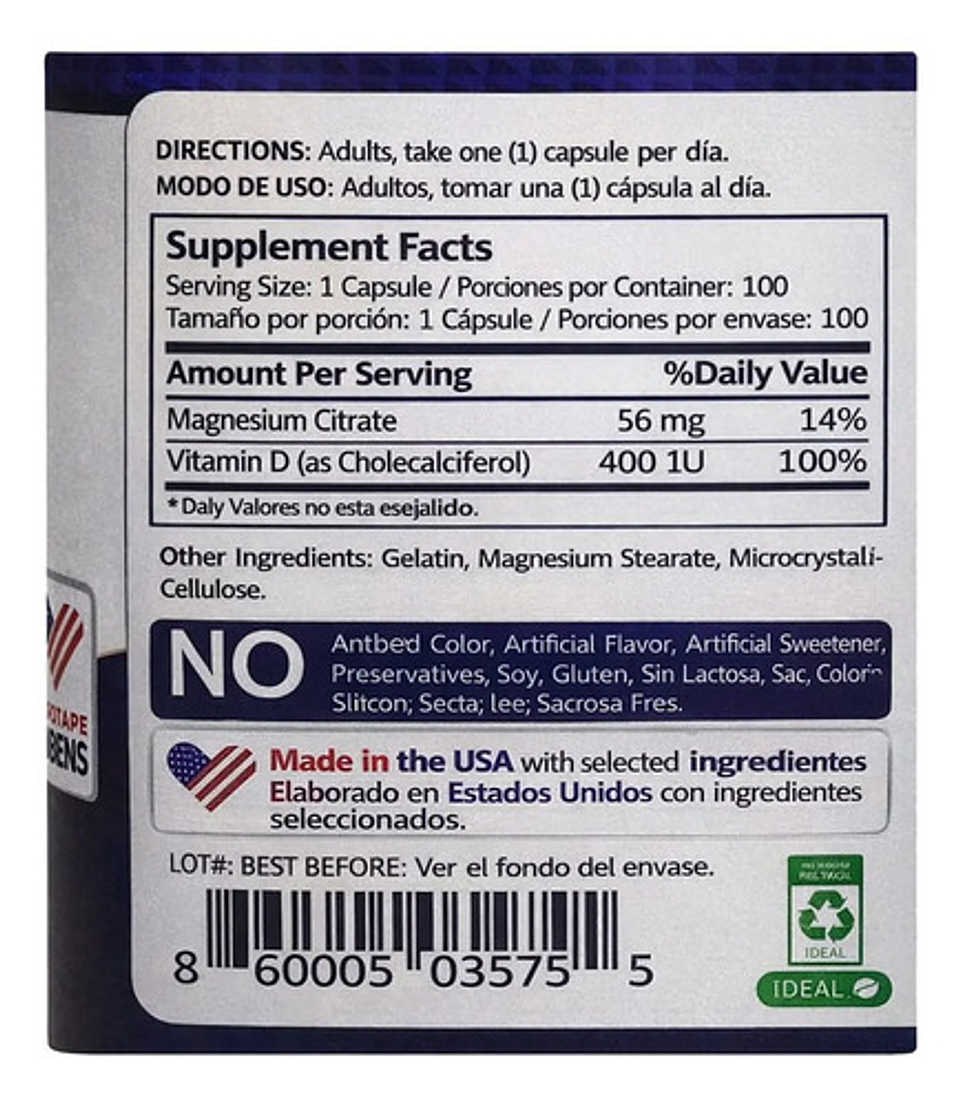 DIRECTIONS: Adults, take one (1) capsule per día.
MODO DE USO: Adultos, tomar una (1) cápsula al día.
Supplement Facts
Serving Size: 1 Capsule / Porciones por Container: 100
Tamaño por porción: 1 Cápsule / Porciones por envase: 100
Amount Per Serving %Daily Value
Magnesium Citrate 56 mg 14%
Vitamin D (as Cholecalciferol) 400 1U 100%
* Daly Valores no esta esejalido.
Other Ingredients: Gelatin, Magnesium Stearate, Microcrystalí-
Cellulose.
NO
Antbed Color, Artificial Flavor, Artificial Sweetener,
Preservatives, Soy, Gluten, Sin Lactosa, Sac,
Slitcon; Secta; lee; Sacrosa Fres.
Made in the USA with selected ingredientes
Elaborado en Estados Unidos con ingredientes
seleccionados.
OTAPE
BENS
LOT#: BEST BEFORE: Ver el fondo del envase.
8 60005 03575 5
IDEAL
IDEAL